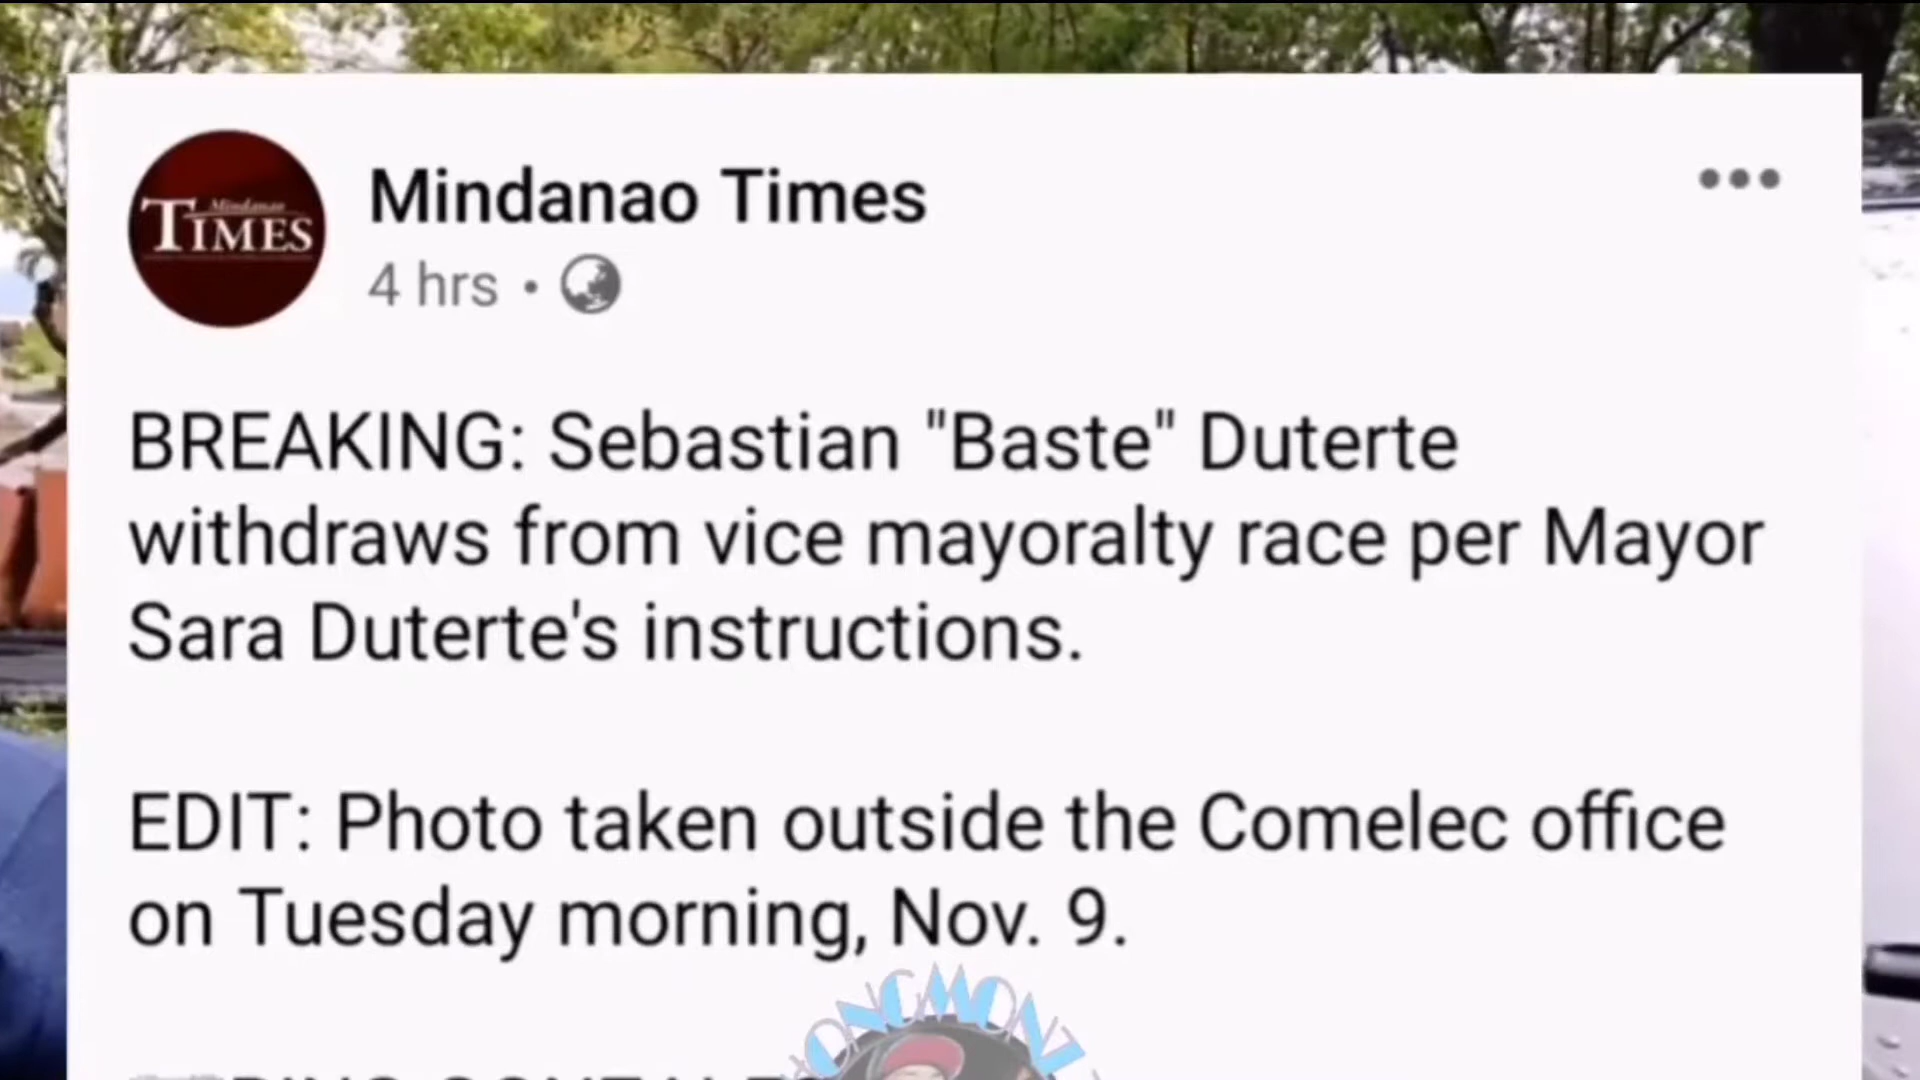 Mindanao
TIMES
Mindanao Times
4 hrs
BREAKING: Sebastian "Baste" Duterte
withdraws from vice mayoralty race per Mayor
Sara Duterte's instructions.
EDIT: Photo taken outside the Comelec office
on Tuesday morning, Nov. 9.